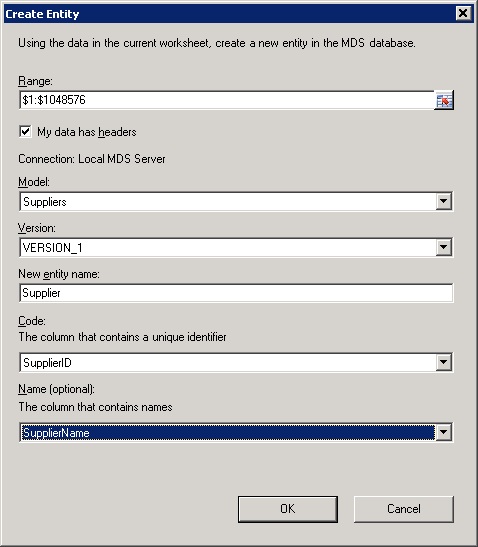 Create Entity
Using the data in the current worksheet, create a new entity in the MDS database.
Range:
$1:$1048576
My data has headers
Connection: Local MDS Server
Model:
Suppliers
Version:
VERSION_1
New entity name:
Supplier
Code:
The column that contains a unique identifier
SupplierID
Name (optional):
The column that contains names
SupplierName
OK Cancel